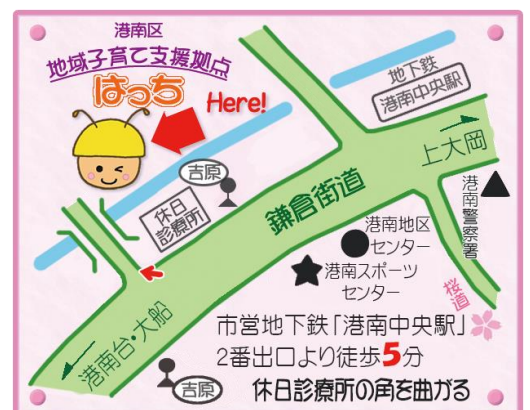 港南区
地域子育て支援拠点
はっち
Here!
地下鉄
港南中央駅
上大岡
吉原
休日
診療所
鎌倉街道
港南警察署
港南地区
センター
港南スポーツ
センター
桜道
港南台・大船
吉原
市営地下鉄「港南中央駅」
2番出口より徒歩5分
休日診療所の角を曲がる